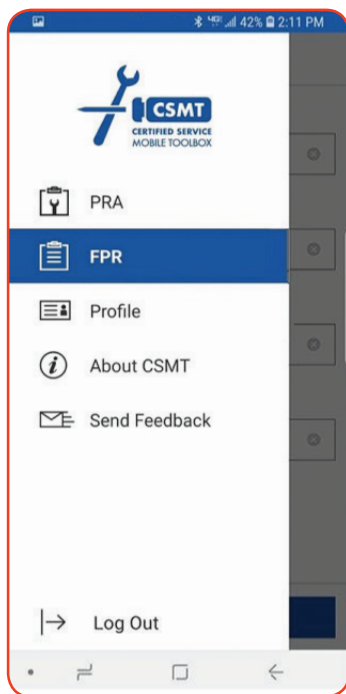 42% 2:11 PM
CSMT
CERTIFIED SERVICE
MOBILE TOOLBOX
PRA
FPR
Profile
i About CSMT
Send Feedback
Log Out